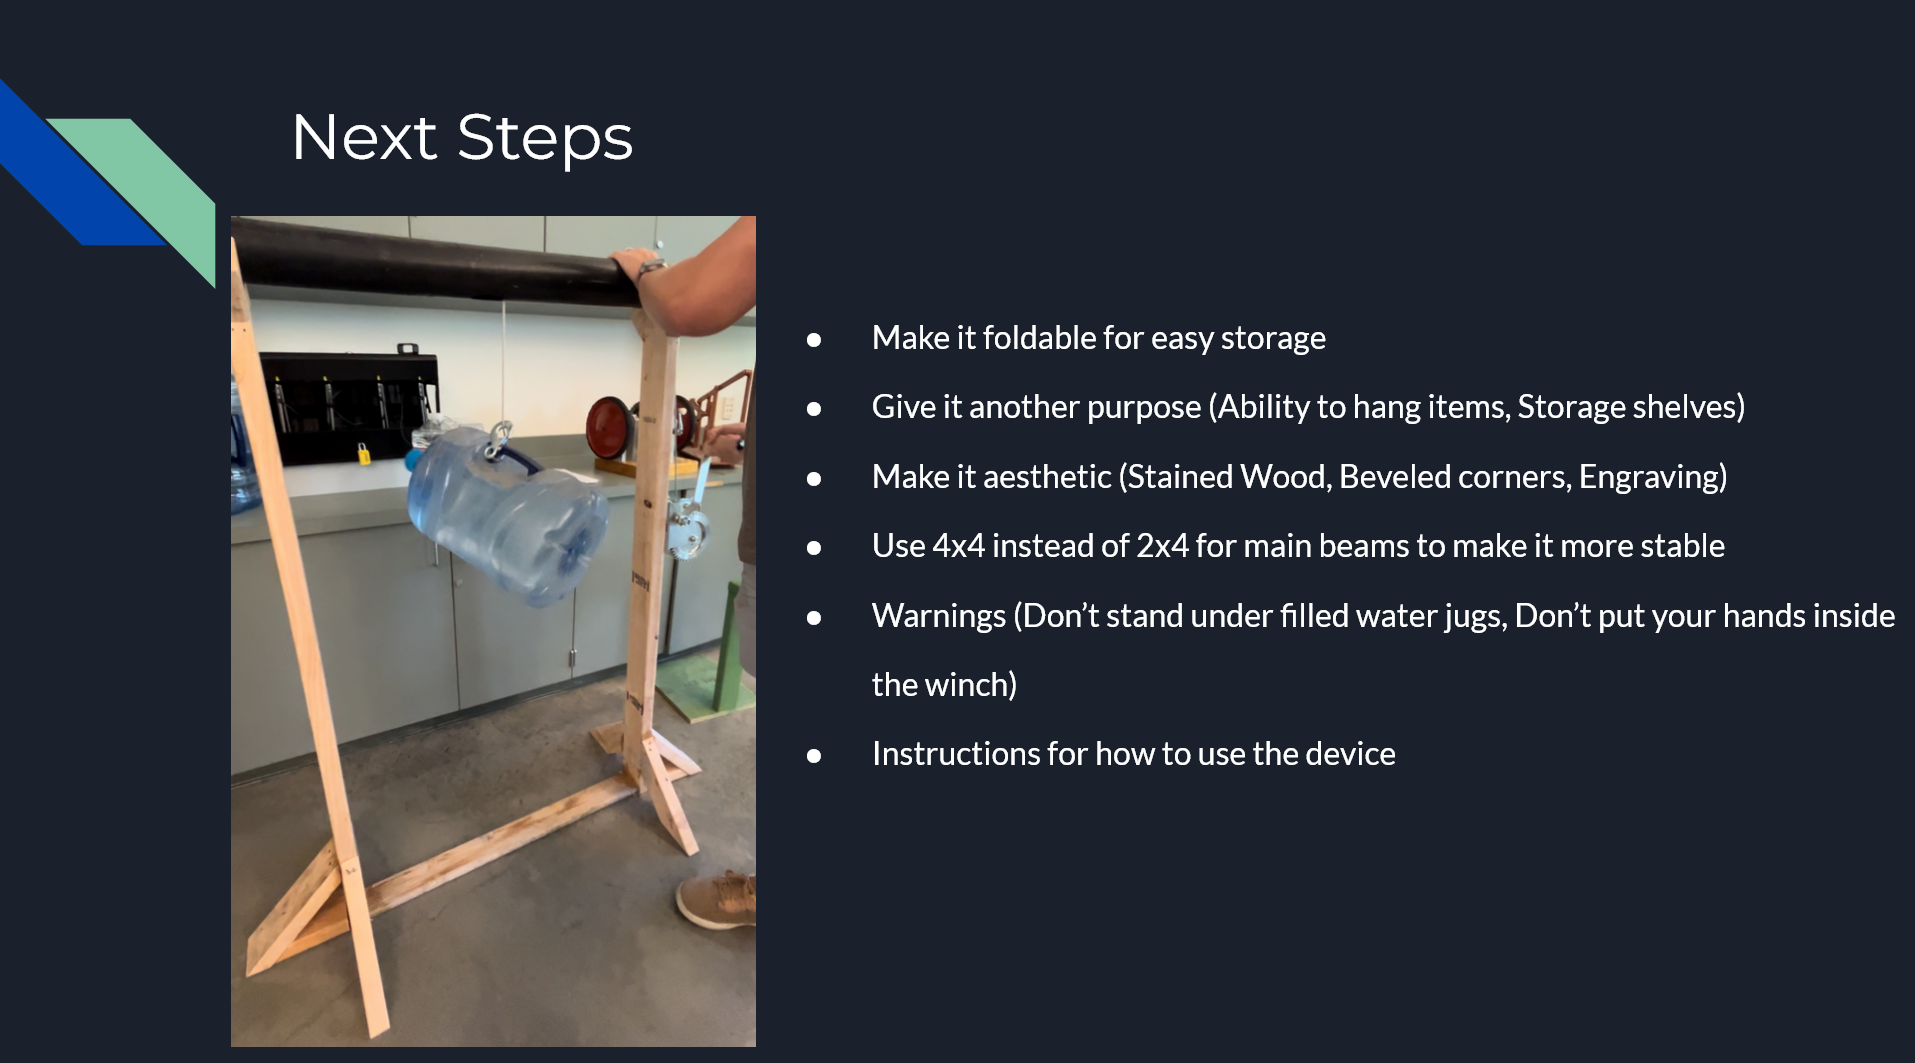 Next Steps
● Make it foldable for easy storage
● Give it another purpose (Ability to hang items, Storage shelves)
● Make it aesthetic (Stained Wood, Beveled corners, Engraving)
● Use 4x4 instead of 2x4 for main beams to make it more stable
● Warnings (Don’t stand under filled water jugs, Don’t put your hands inside
the winch)
● Instructions for how to use the device